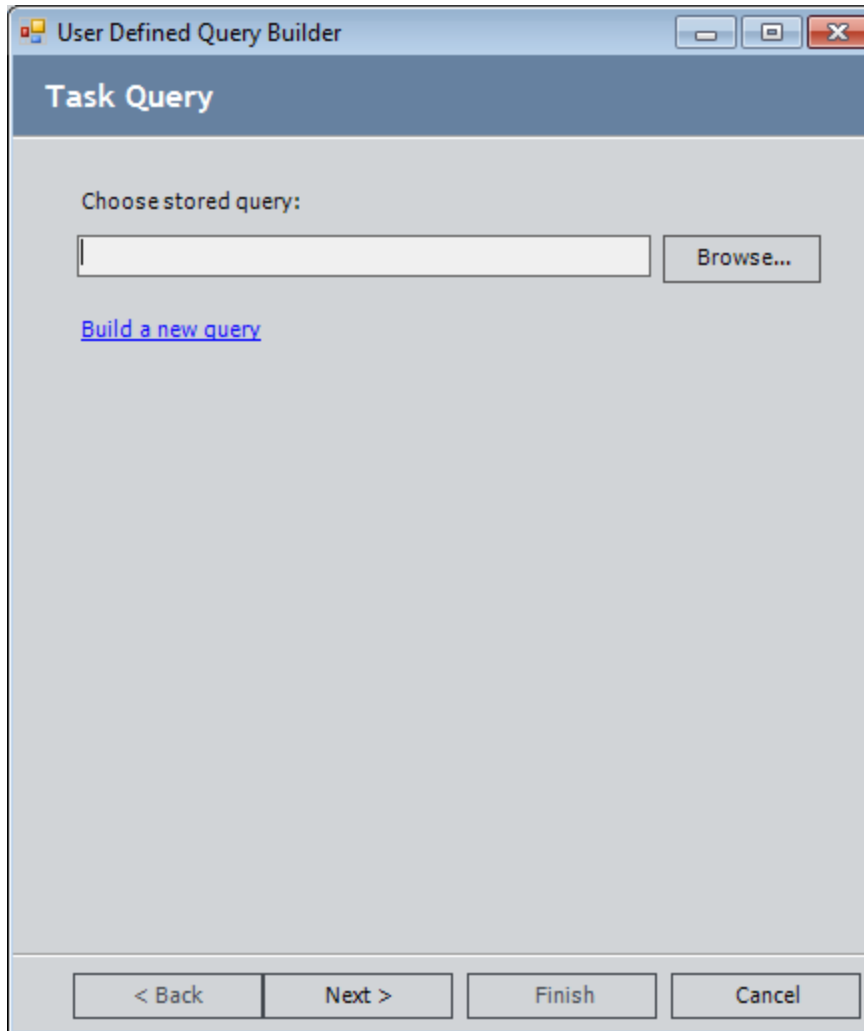 User Defined Query Builder
Task Query
Choose stored query:
Browse...
Build a new query
< Back Next > Finish Cancel